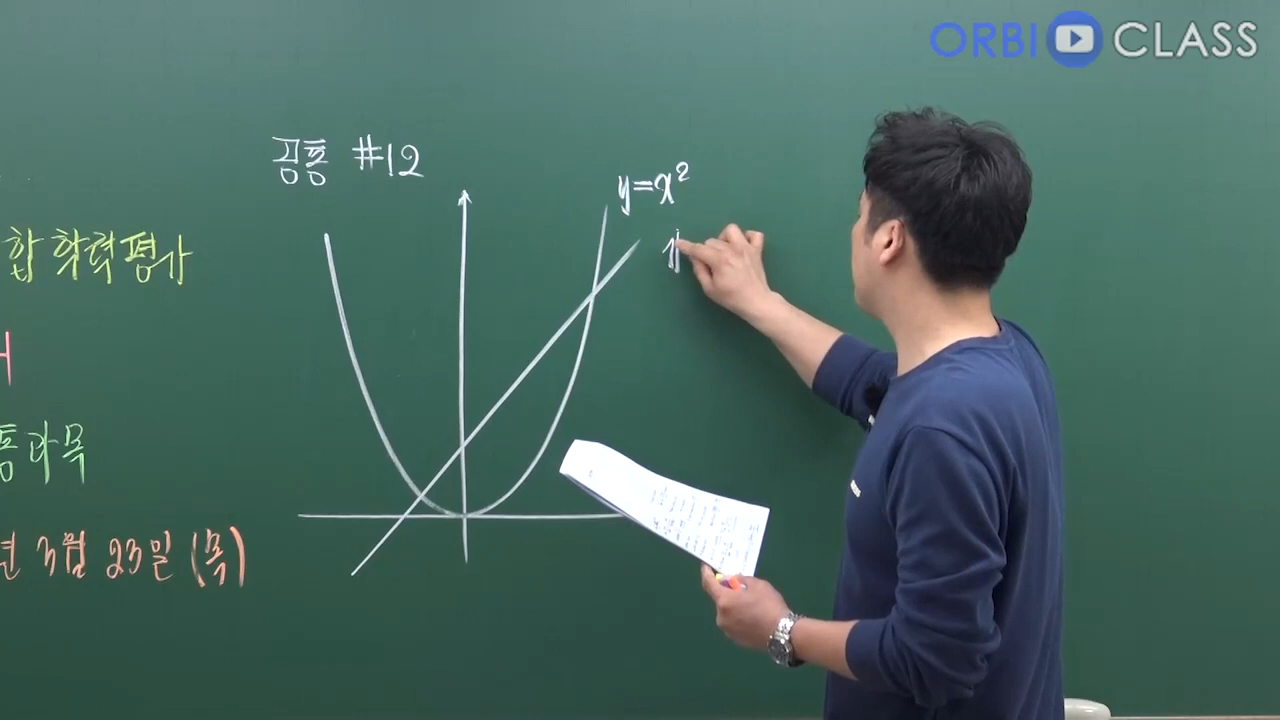 ORBI CLASS
공통 #12
y=x²
합학력평가
통과목
년 3월 23일 (목)